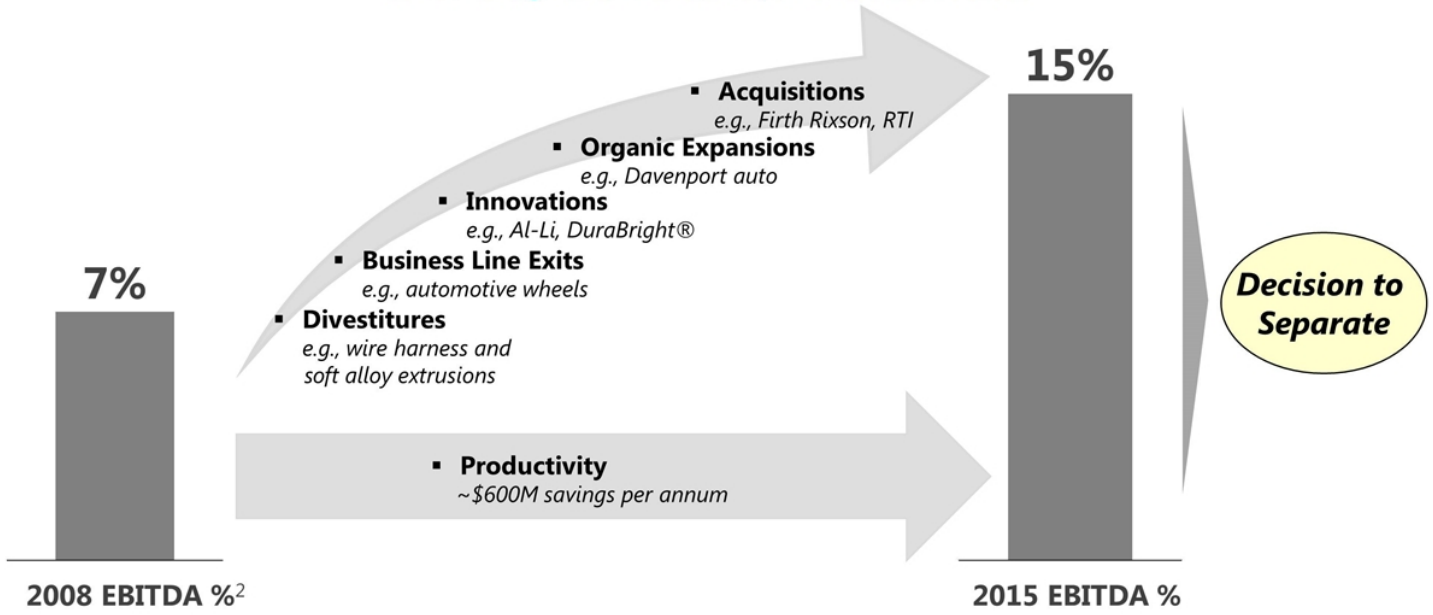 15%
▪ Acquisitions
e.g., Firth Rixson, RTI
▪ Organic Expansions
e.g., Davenport auto
▪ Innovations
e.g., Al-Li, DuraBright®
▪ Business Line Exits
e.g., automotive wheels
7%
▪ Divestitures
e.g., wire harness and
soft alloy extrusions
Decision to
Separate
▪ Productivity
~$600M savings per annum
2008 EBITDA %²
2015 EBITDA %